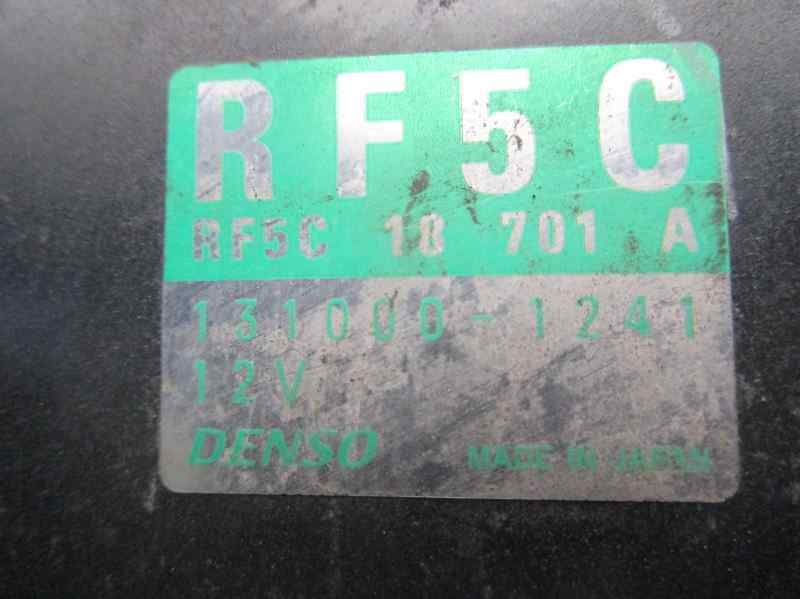 RF5C
RF5C 18 701 A
131000-1241
12V
DENSO MADE IN JAPAN